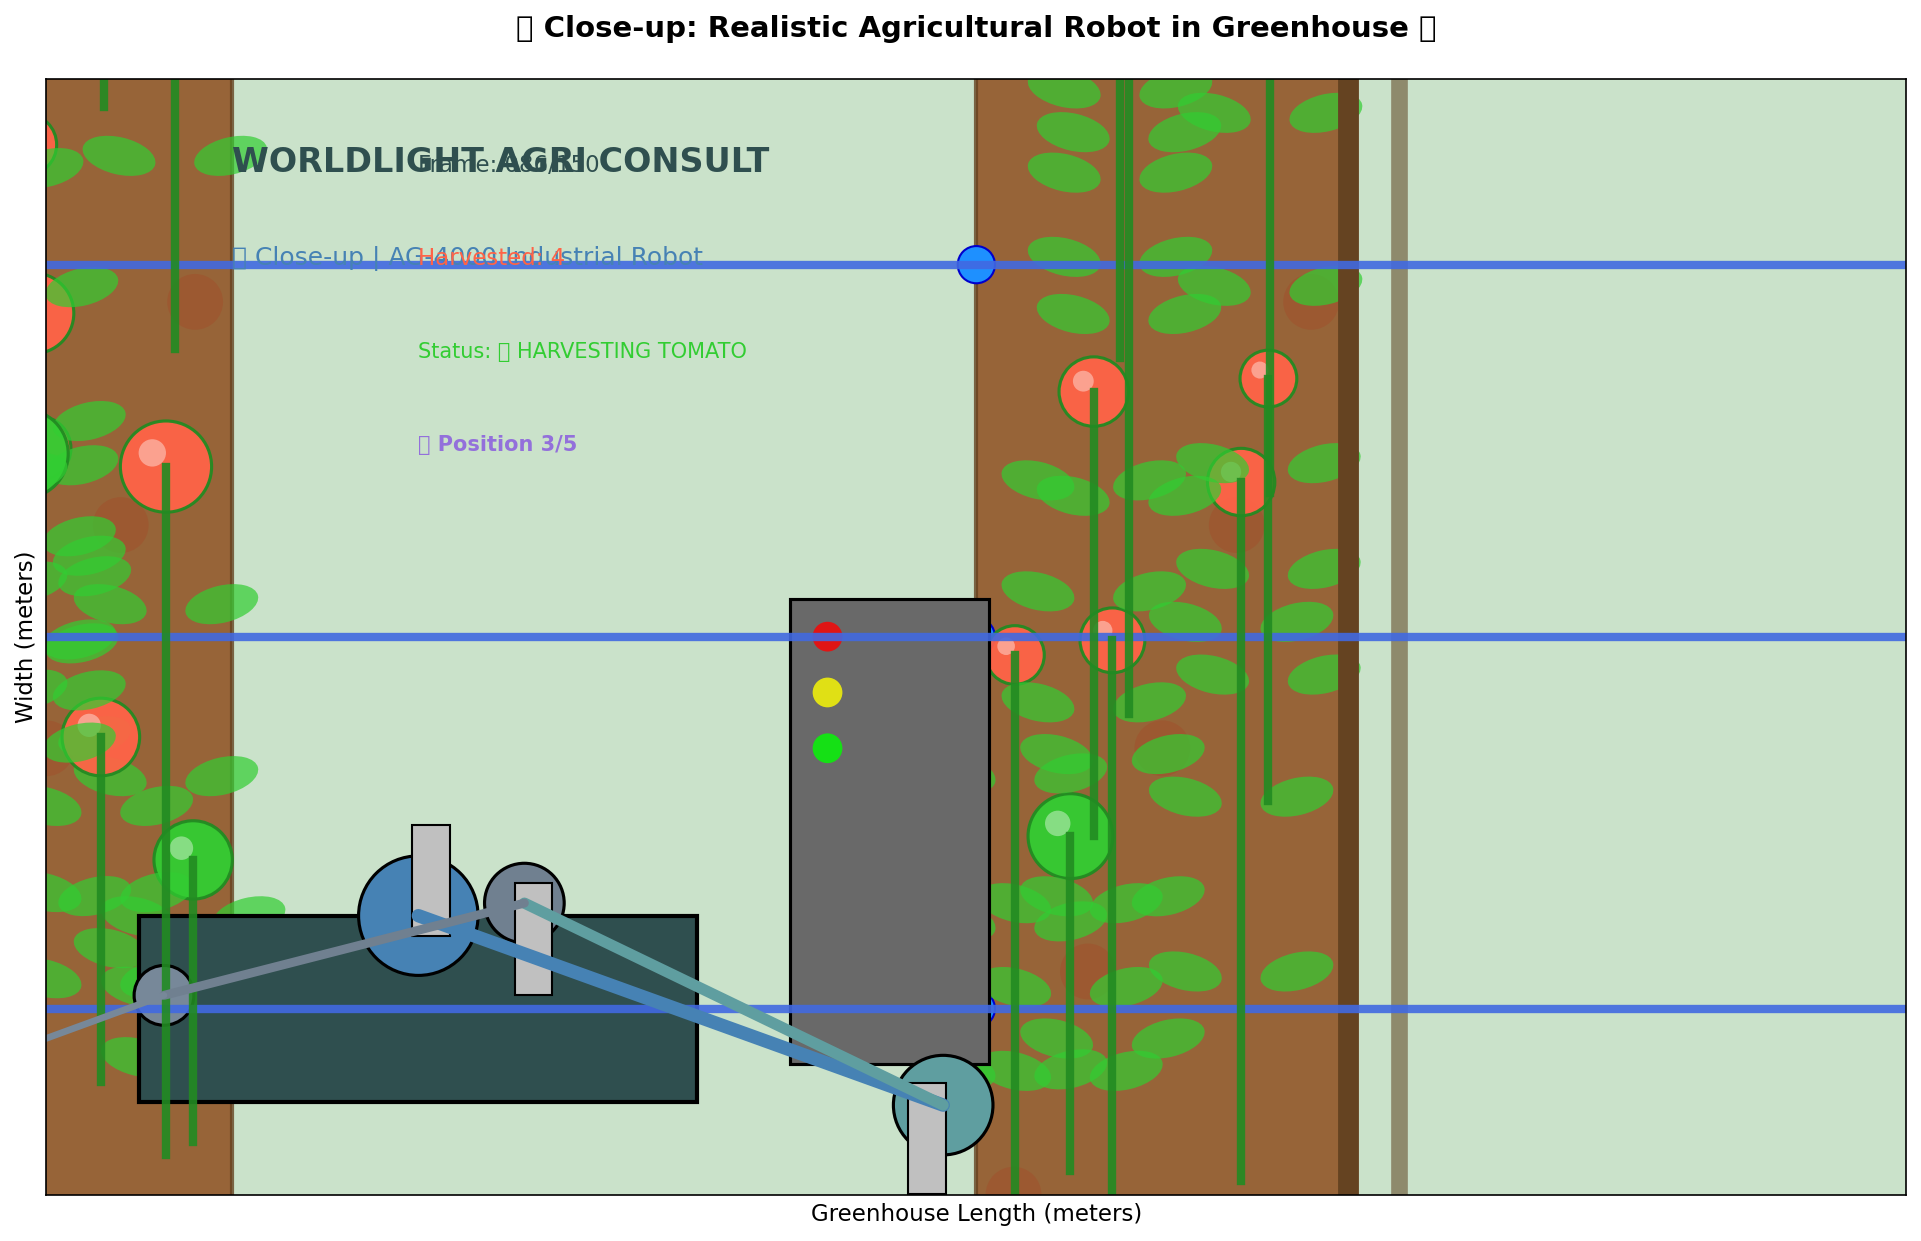 Close-up: Realistic Agricultural Robot in Greenhouse
WORLDLIGHT AGRI CONSULT
Frame: 086/150
Close-up | AG-4000 Industrial Robot
Harvested: 4
Status: HARVESTING TOMATO
Position 3/5
Width (meters)
Greenhouse Length (meters)